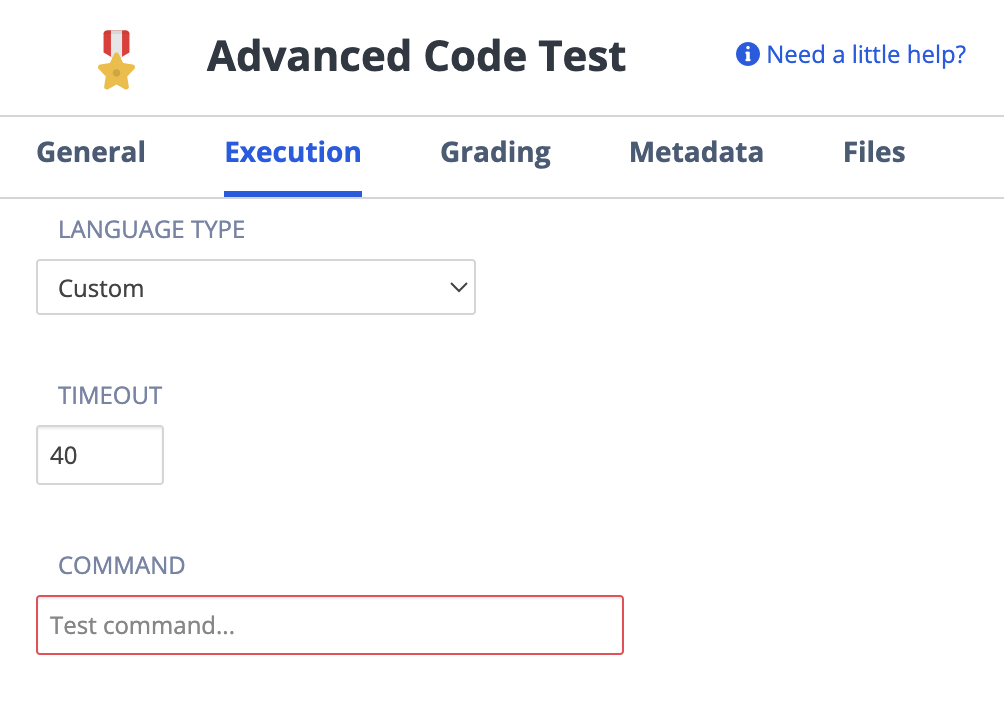 Advanced Code Test
Need a little help?
General Execution Grading Metadata Files
LANGUAGE TYPE
Custom
TIMEOUT
40
COMMAND
Test command...